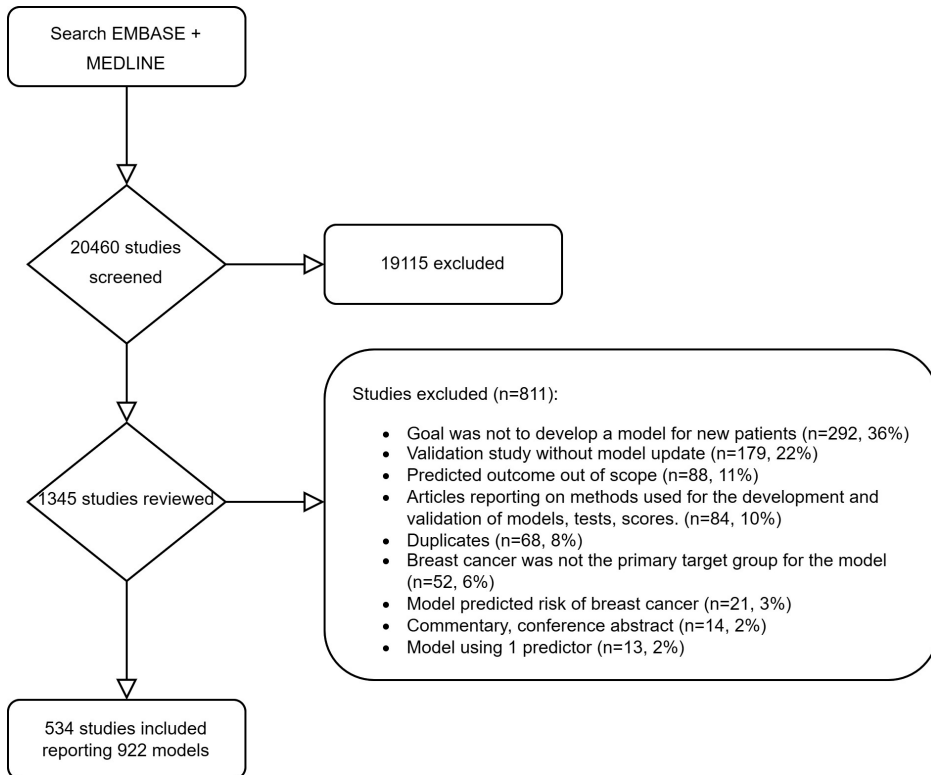 Search EMBASE +
MEDLINE
20460 studies
screened
19115 excluded
1345 studies reviewed
Studies excluded (n=811):
• Goal was not to develop a model for new patients (n=292, 36%)
• Validation study without model update (n=179, 22%)
• Predicted outcome out of scope (n=88, 11%)
• Articles reporting on methods used for the development and
validation of models, tests, scores. (n=84, 10%)
• Duplicates (n=68, 8%)
• Breast cancer was not the primary target group for the model
(n=52, 6%)
• Model predicted risk of breast cancer (n=21, 3%)
• Commentary, conference abstract (n=14, 2%)
• Model using 1 predictor (n=13, 2%)
534 studies included
reporting 922 models